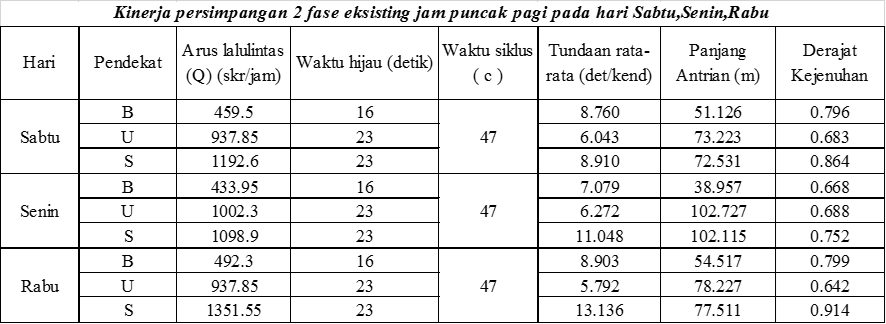 Kinerja persimpangan 2 fase eksisting jam puncak pagi pada hari Sabtu,Senin,Rabu
Hari Pendekat Arus lalulintas (Q) (skr/jam) Waktu hijau (detik) Waktu siklus ( c ) Tundaan rata-rata (det/kend) Panjang Antrian (m) Derajat Kejenuhan
Sabtu B 459.5 16 47 8.760 51.126 0.796
U 937.85 23 6.043 73.223 0.683
S 1192.6 23 8.910 72.531 0.864
Senin B 433.95 16 47 7.079 38.957 0.668
U 1002.3 23 6.272 102.727 0.688
S 1098.9 23 11.048 102.115 0.752
Rabu B 492.3 16 47 8.903 54.517 0.799
U 937.85 23 5.792 78.227 0.642
S 1351.55 23 13.136 77.511 0.914